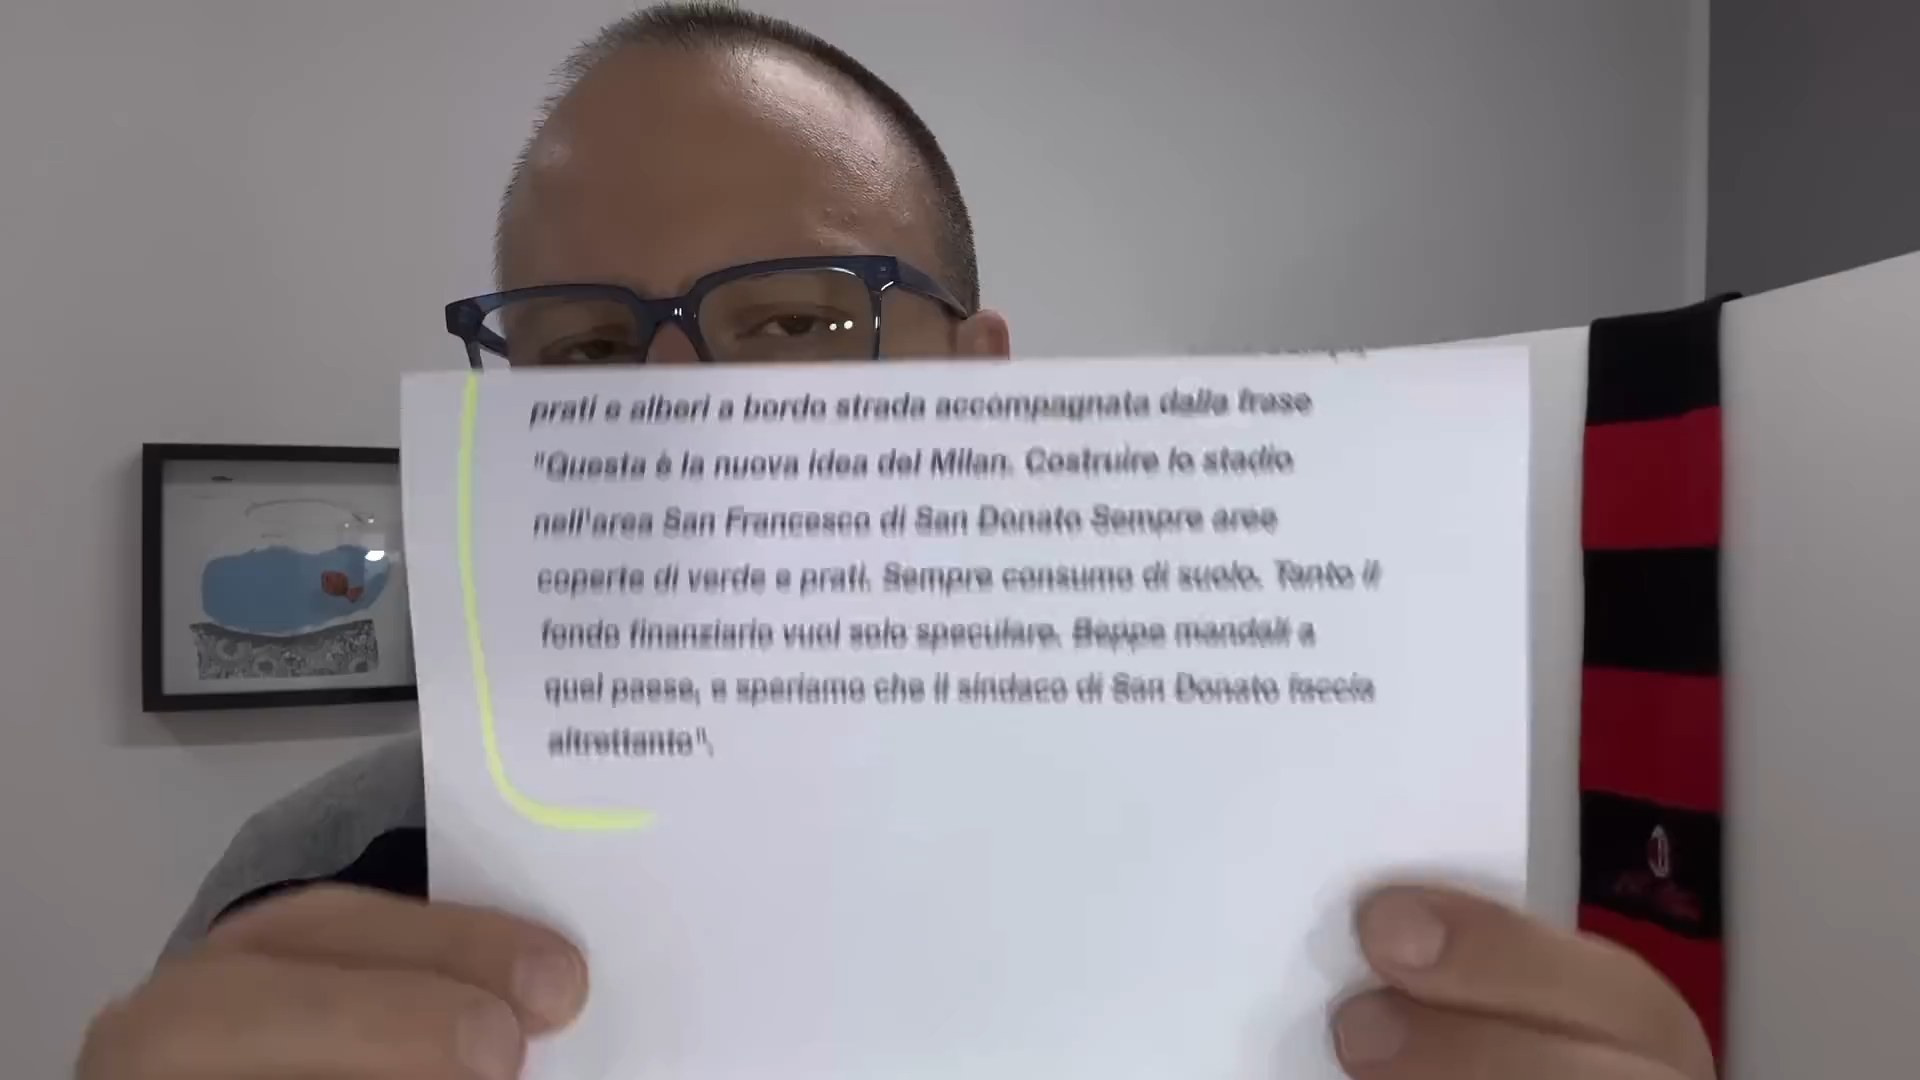 prati e alberi a bordo strada accompagnata dalla frase
"Questa è la nuova idea del Milan. Costruire lo stadio
nell'area San Francesco di San Donato Sempre aree
coperte di verde e prati. Sempre consumo di suolo. Tanto il
fondo finanziario vuol solo speculare. Beppe mandali a
quel paese, e speriamo che il sindaco di San Donato faccia
altrettanto".